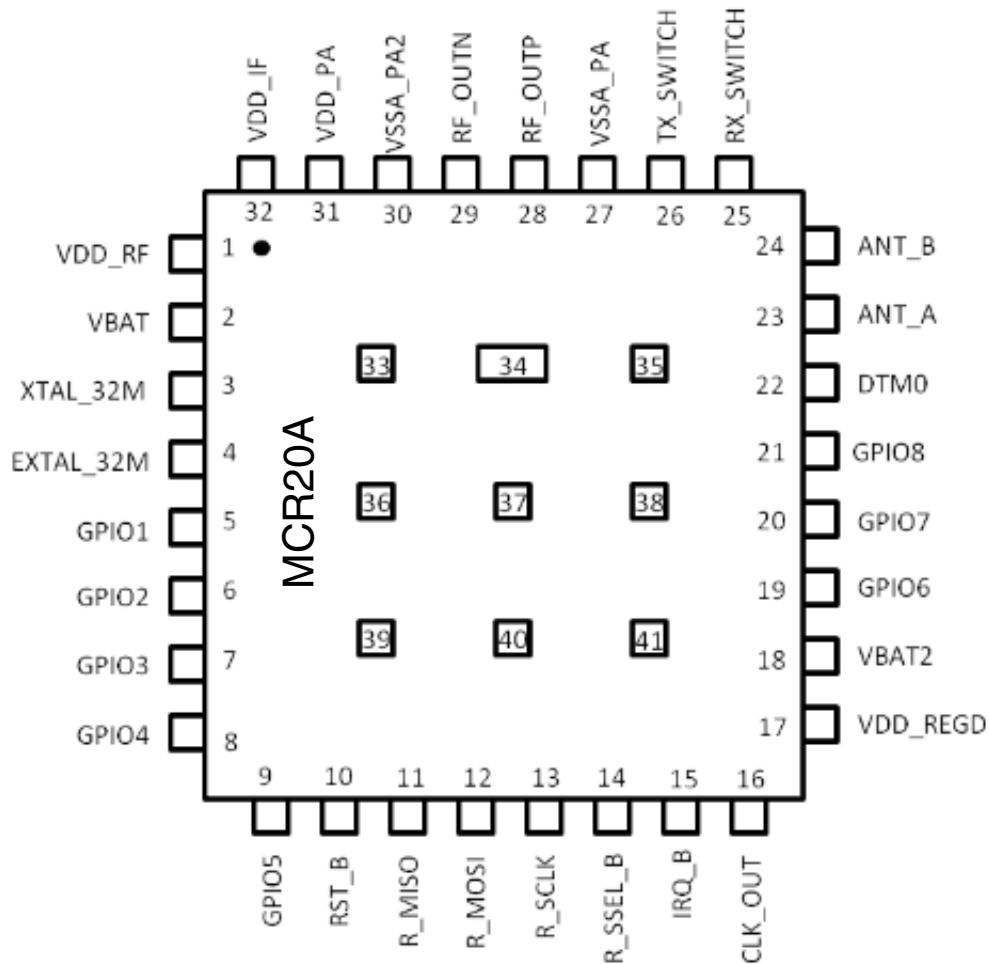 VDD_IF
VDD_PA
VSSA_PA2
RF_OUTN
RF_OUTP
VSSA_PA
TX_SWITCH
RX_SWITCH
32 31 30 29 28 27 26 25
VDD_RF 1
VBAT 2
XTAL_32M 3
EXTAL_32M 4
GPIO1 5
GPIO2 6
GPIO3 7
GPIO4 8
24 ANT_B
23 ANT_A
22 DTM0
21 GPIO8
20 GPIO7
19 GPIO6
18 VBAT2
17 VDD_REGD
33 34 35
36 37 38
39 40 41
MCR20A
9 10 11 12 13 14 15 16
GPIO5
RST_B
R_MISO
R_MOSI
R_SCLK
R_SSEL_B
IRQ_B
CLK_OUT